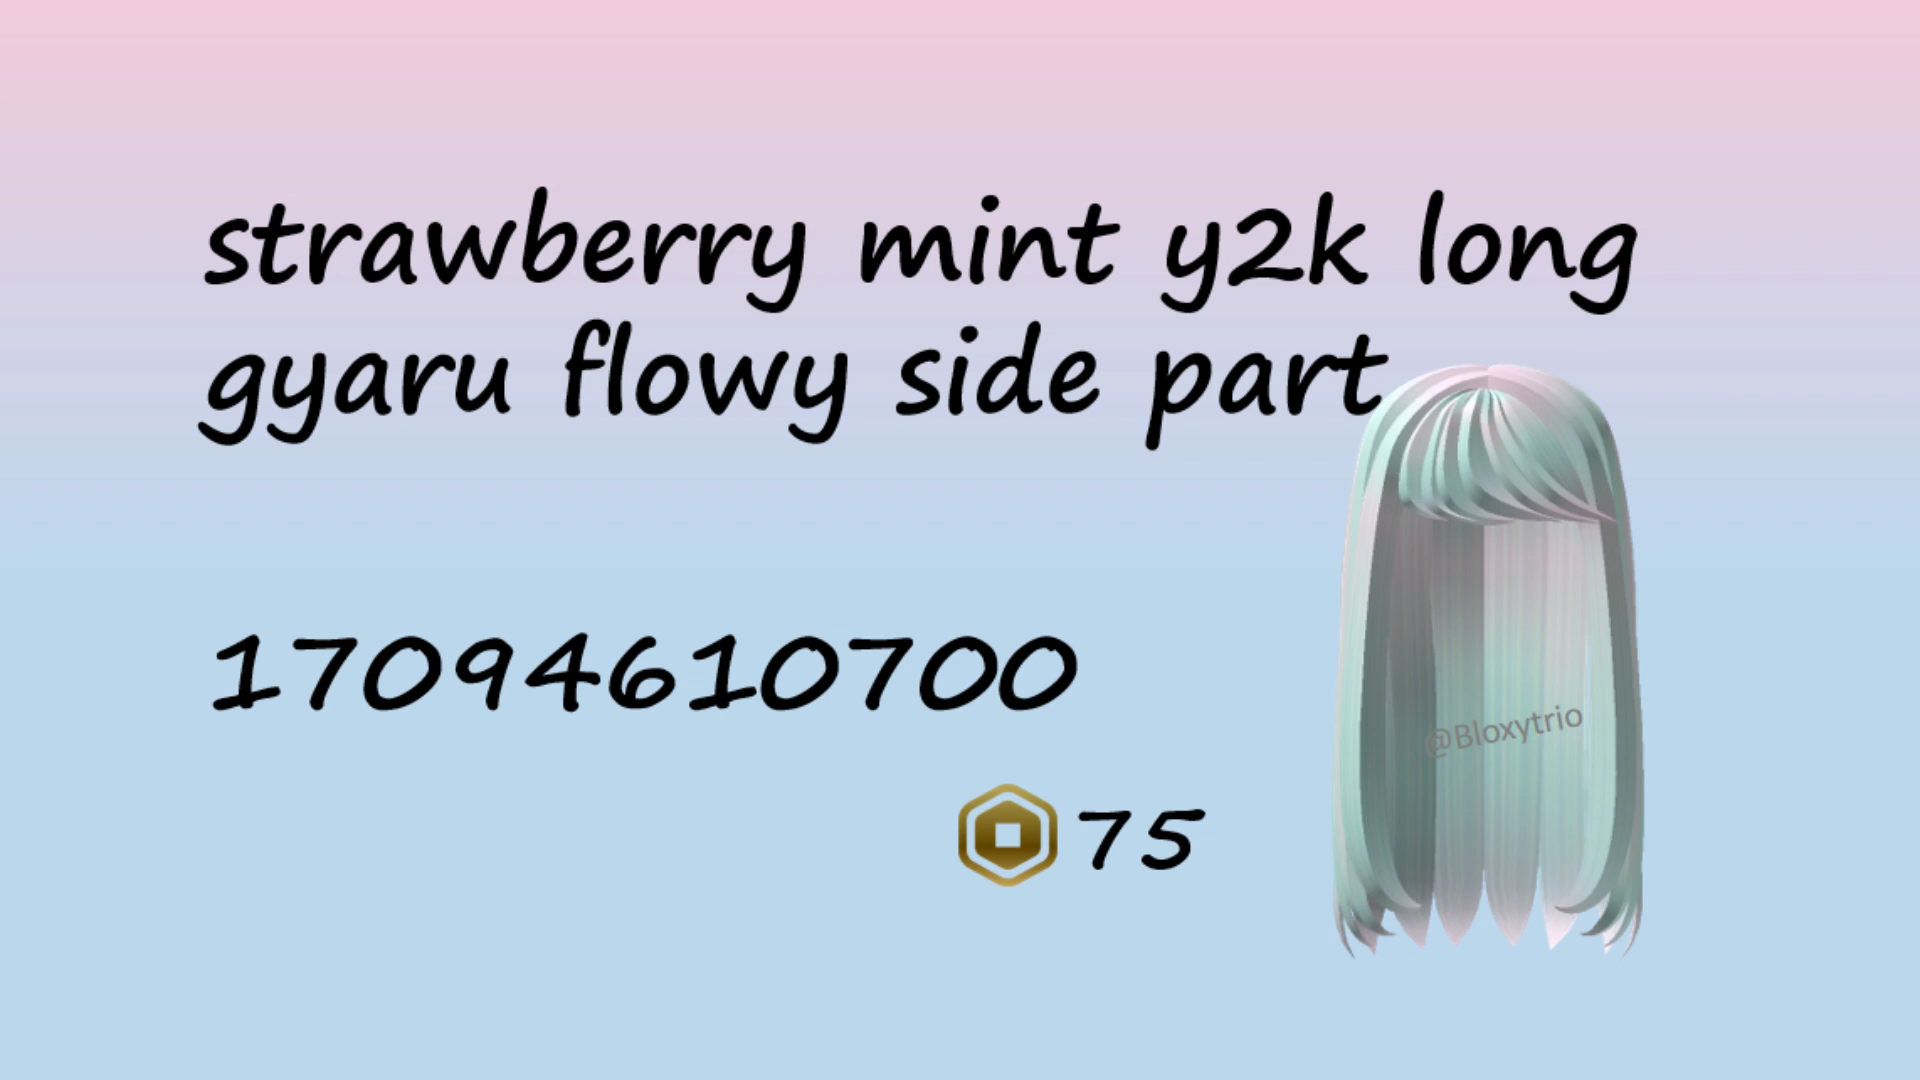 strawberry mint y2k long
gyaru flowy side part
17094610700
@Bloxytrio
75